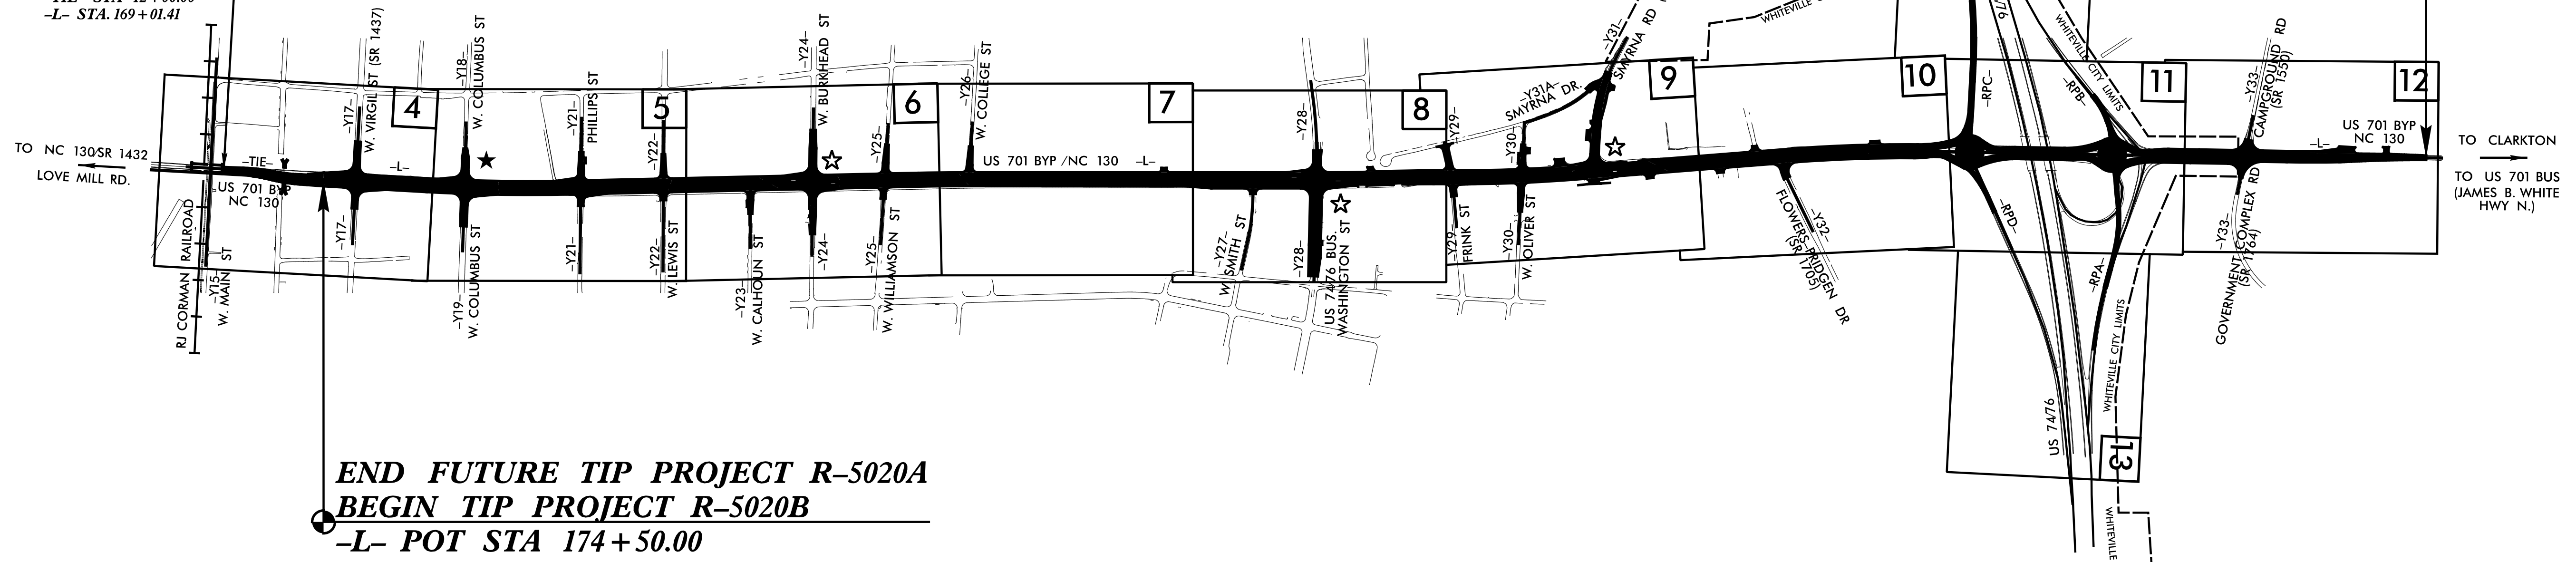 –L– STA. 169+01.41
TO NC 130/SR 1432
LOVE MILL RD.
–TIE–
US 701 BYP
NC 130
RJ CORMAN RAILROAD
–Y15–
W. MAIN ST
–Y17–
W. VIRGIL ST (SR 1437)
–Y17–
–L–
4
–Y18–
W. COLUMBUS ST
–Y19–
W. COLUMBUS ST
–Y21–
PHILLIPS ST
–Y21–
5
–Y22–
–Y22–
W. LEWIS ST
–Y23–
W. CALHOUN ST
–Y24–
W. BURKHEAD ST
–Y24–
–Y25–
–Y25–
W. WILLIAMSON ST
6
–Y26–
W. COLLEGE ST
US 701 BYP /NC 130 –L–
7
–Y27–
W. SMITH ST
–Y28–
–Y28–
US 74/76 BUS.
WASHINGTON ST
8
–Y29–
–Y29–
FRINK ST
–Y30–
–Y30–
W. OLIVER ST
–Y31A–
SMYRNA DR.
–Y31–
SMYRNA RD
9
WHITEVILLE
–Y32–
FLOWERS–PRIDGEN DR
(SR 1705)
10
–RPC–
/76
–RPB–
WHITEVILLE CITY LIMITS
–RPD–
–RPA–
US 74/76
WHITEVILLE CITY LIMITS
13
WHITEVILLE
11
–Y33–
CAMPGROUND RD
(SR 1550)
–Y33–
GOVERNMENT COMPLEX RD
(SR 1764)
12
US 701 BYP
NC 130
–L–
TO CLARKTON
TO US 701 BUS
(JAMES B. WHITE
HWY N.)
END FUTURE TIP PROJECT R–5020A
BEGIN TIP PROJECT R–5020B
–L– POT STA 174+50.00